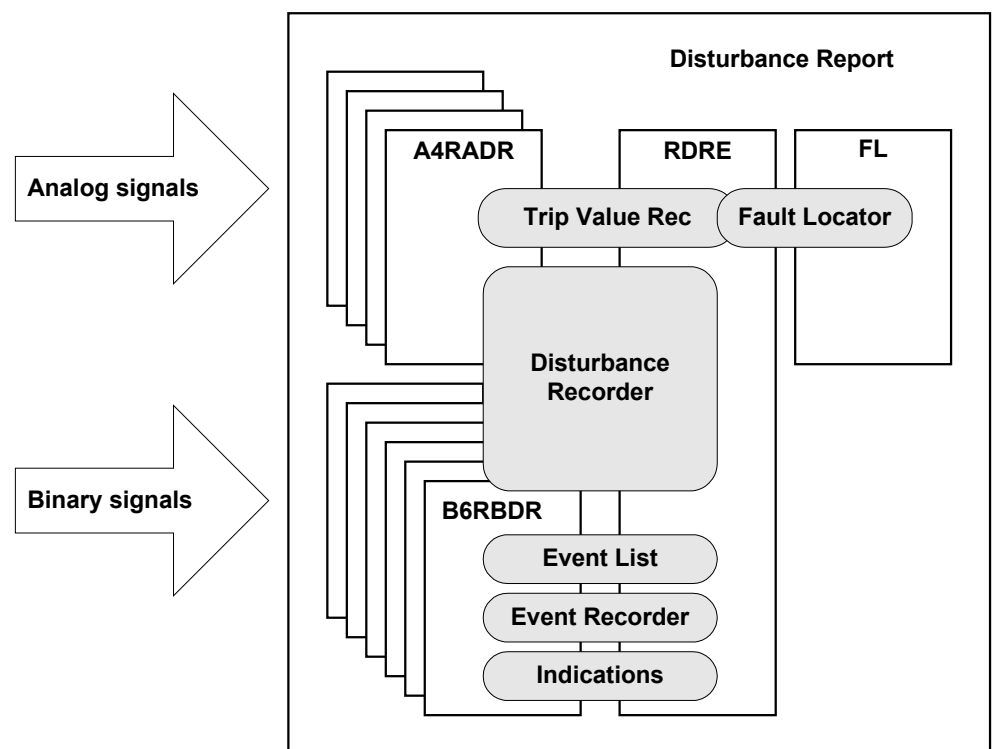 Disturbance Report
A4RADR
RDRE
FL
Analog signals
Trip Value Rec
Fault Locator
Disturbance
Recorder
Binary signals
B6RBDR
Event List
Event Recorder
Indications